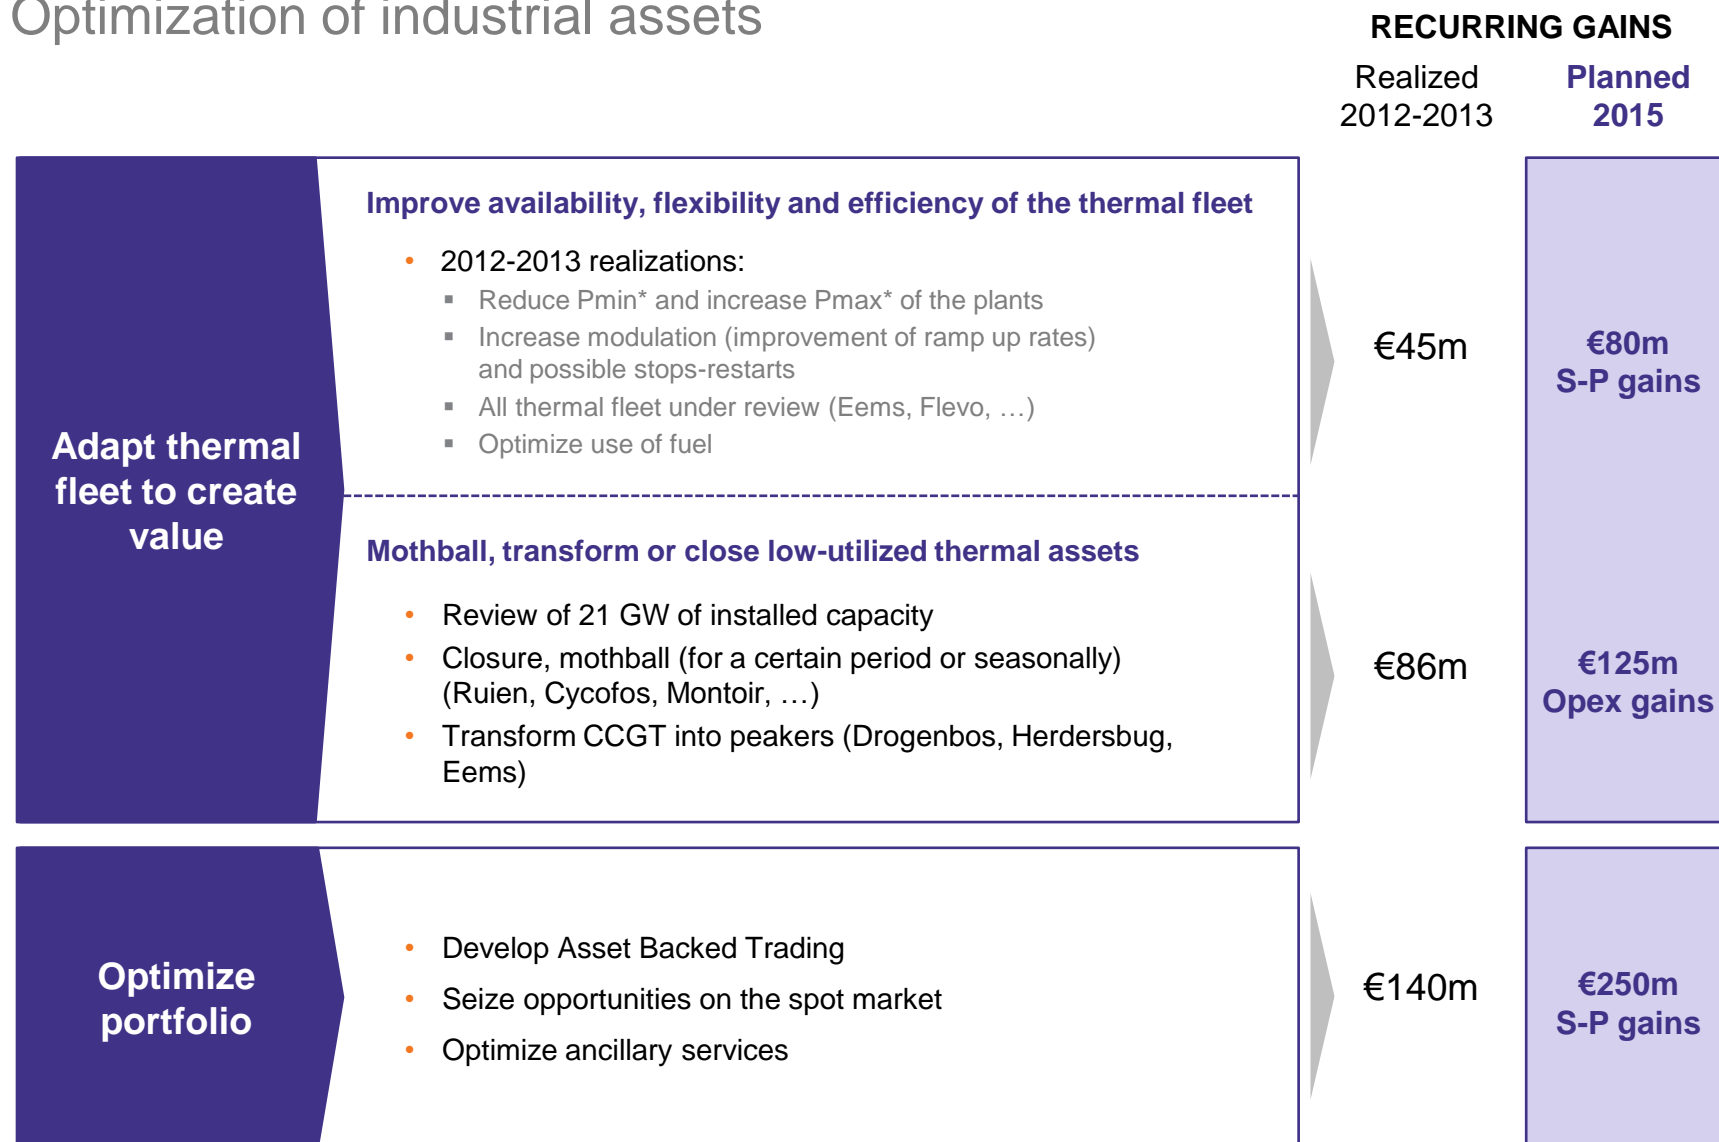 Optimization of industrial assets
RECURRING GAINS
Realized
2012-2013
Planned
2015
Adapt thermal
fleet to create
value
Improve availability, flexibility and efficiency of the thermal fleet
• 2012-2013 realizations:
▪ Reduce Pmin* and increase Pmax* of the plants
▪ Increase modulation (improvement of ramp up rates)
and possible stops-restarts
▪ All thermal fleet under review (Eems, Flevo, …)
▪ Optimize use of fuel
€45m
€80m
S-P gains
Mothball, transform or close low-utilized thermal assets
• Review of 21 GW of installed capacity
• Closure, mothball (for a certain period or seasonally)
(Ruien, Cycofos, Montoir, …)
• Transform CCGT into peakers (Drogenbos, Herdersbug,
Eems)
€86m
€125m
Opex gains
Optimize
portfolio
• Develop Asset Backed Trading
• Seize opportunities on the spot market
• Optimize ancillary services
€140m
€250m
S-P gains